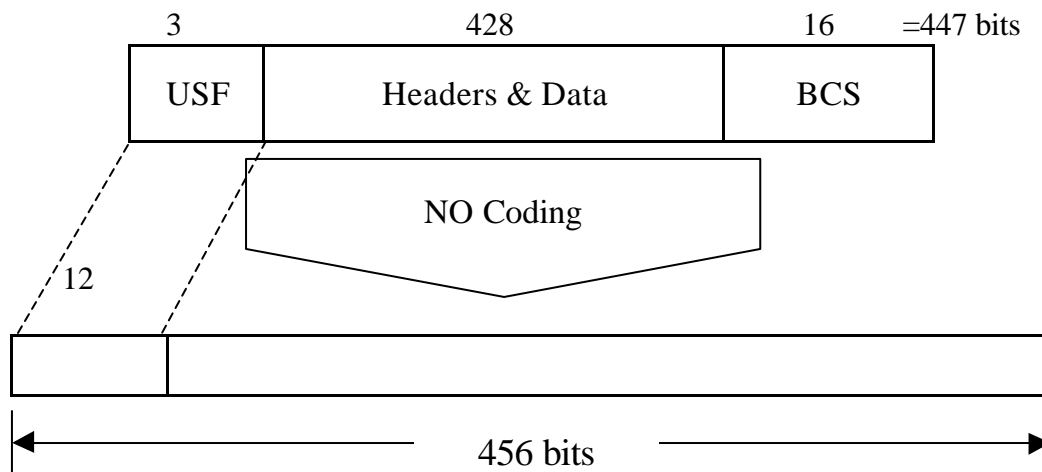 3 428 16 =447 bits
USF Headers & Data BCS
NO Coding
12
456 bits